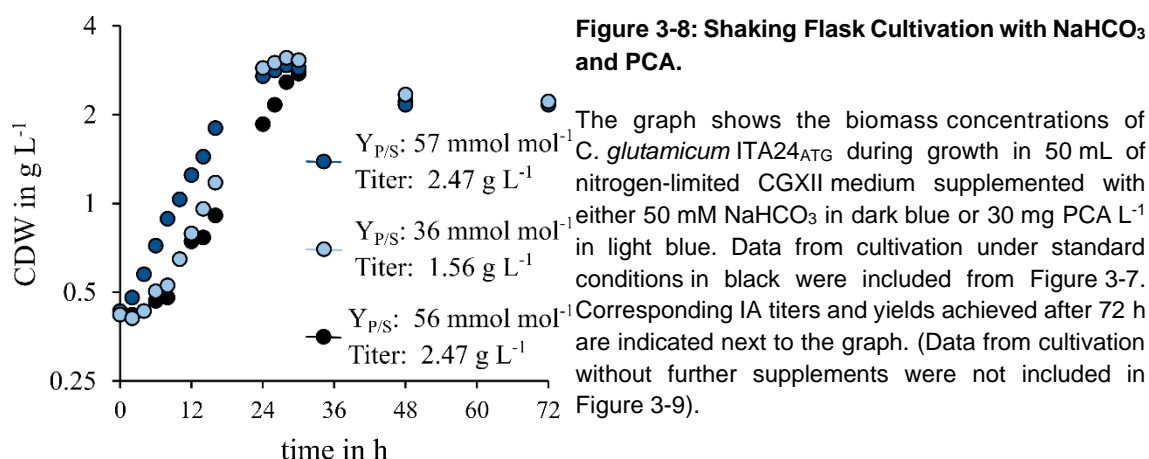 4
2
1
0.5
0.25
CDW in g L⁻¹
0 12 24 36 48 60 72
time in h
Y_P/S: 57 mmol mol⁻¹
Titer: 2.47 g L⁻¹
Y_P/S: 36 mmol mol⁻¹
Titer: 1.56 g L⁻¹
Y_P/S: 56 mmol mol⁻¹
Titer: 2.47 g L⁻¹
Figure 3-8: Shaking Flask Cultivation with NaHCO₃
and PCA.
The graph shows the biomass concentrations of
C. glutamicum ITA24ATG during growth in 50 mL of
nitrogen-limited CGXII medium supplemented with
either 50 mM NaHCO₃ in dark blue or 30 mg PCA L⁻¹
in light blue. Data from cultivation under standard
conditions in black were included from Figure 3-7.
Corresponding IA titers and yields achieved after 72 h
are indicated next to the graph. (Data from cultivation
without further supplements were not included in
Figure 3-9).